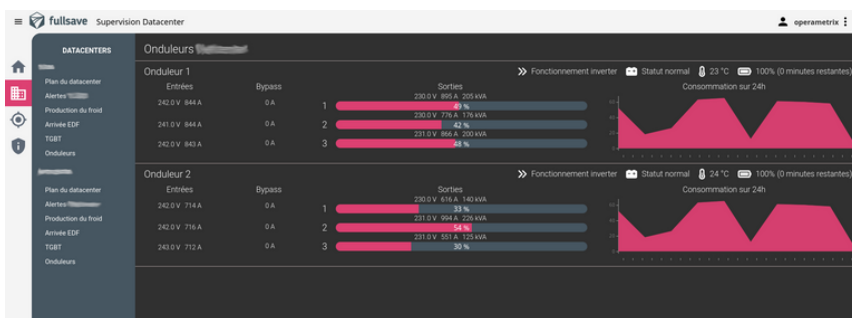 fullsave Supervision Datacenter
operametrix
DATACENTERS
Plan du datacenter
Alertes
Production du froid
Arrivée EDF
TGBT
Onduleurs
Plan du datacenter
Alertes
Production du froid
Arrivée EDF
TGBT
Onduleurs
Onduleurs
Onduleur 1
Fonctionnement inverter Statut normal 23 °C 100% (0 minutes restantes)
Entrées Bypass Sorties Consommation sur 24h
230.0 V 895 A 205 kVA
242.0 V 844 A 0 A 1 49 %
230.0 V 776 A 176 kVA
241.0 V 844 A 0 A 2 42 %
231.0 V 866 A 200 kVA
242.0 V 843 A 0 A 3 48 %
60
40
20
Onduleur 2
Fonctionnement inverter Statut normal 24 °C 100% (0 minutes restantes)
Entrées Bypass Sorties Consommation sur 24h
230.0 V 616 A 140 kVA
242.0 V 714 A 0 A 1 33 %
231.0 V 994 A 226 kVA
242.0 V 716 A 0 A 2 54 %
231.0 V 551 A 125 kVA
243.0 V 712 A 0 A 3 30 %